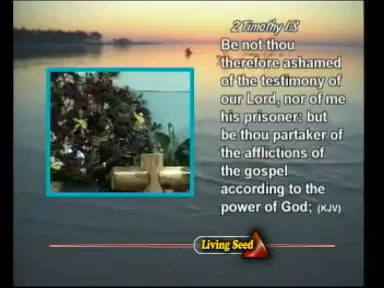 2 Timothy 1:8
Be not thou
therefore ashamed
of the testimony of
our Lord, nor of me
his prisoner: but
be thou partaker of
the afflictions of
the gospel
according to the
power of God; (KJV)
Living Seed